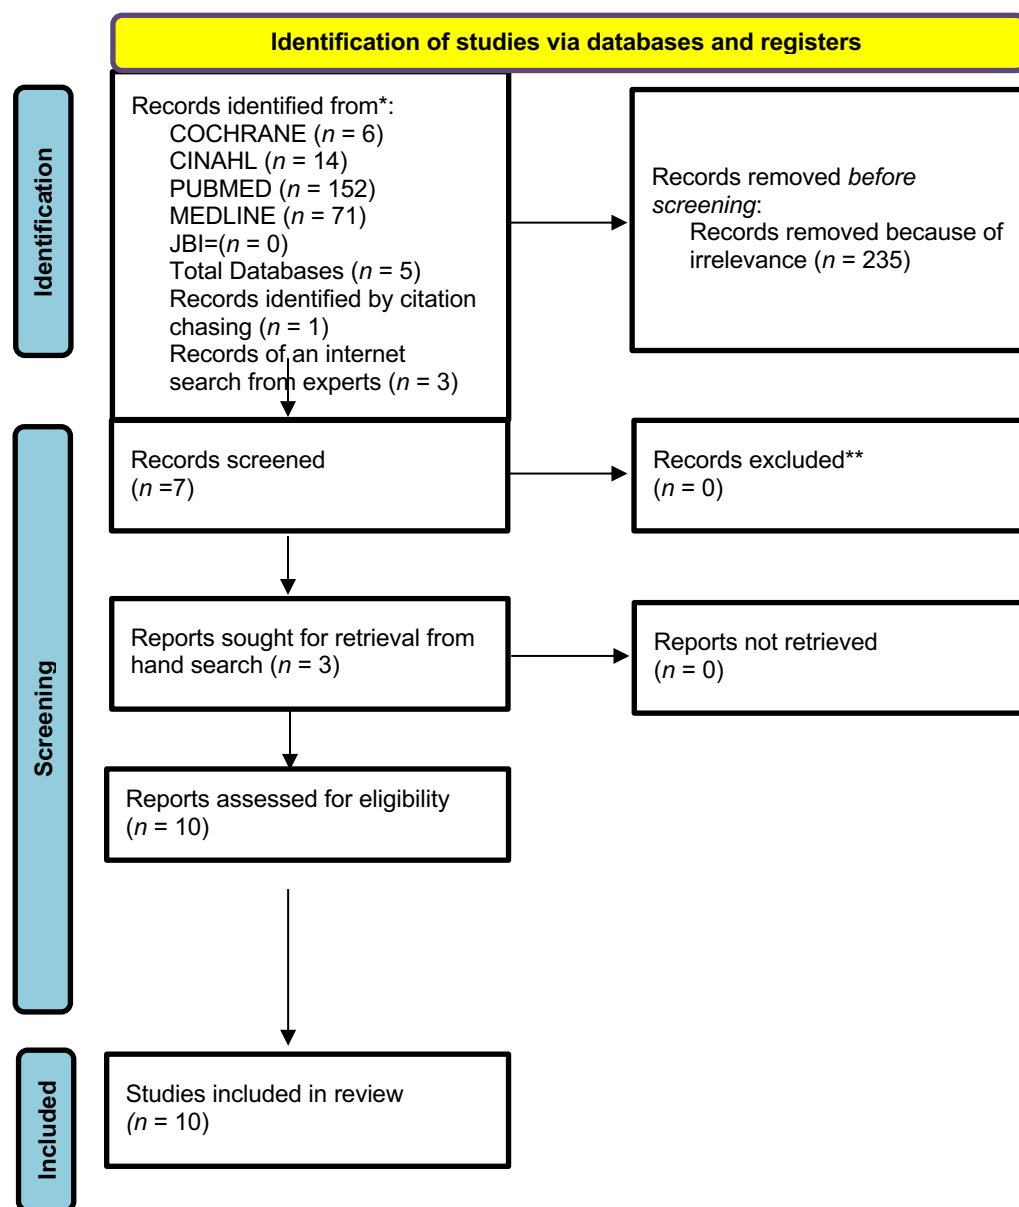 Identification of studies via databases and registers
Identification
Records identified from*:
COCHRANE (n = 6)
CINAHL (n = 14)
PUBMED (n = 152)
MEDLINE (n = 71)
JBI=(n = 0)
Total Databases (n = 5)
Records identified by citation
chasing (n = 1)
Records of an internet
search from experts (n = 3)
Records removed before
screening:
Records removed because of
irrelevance (n = 235)
Screening
Records screened
(n =7)
Records excluded**
(n = 0)
Reports sought for retrieval from
hand search (n = 3)
Reports not retrieved
(n = 0)
Reports assessed for eligibility
(n = 10)
Included
Studies included in review
(n = 10)